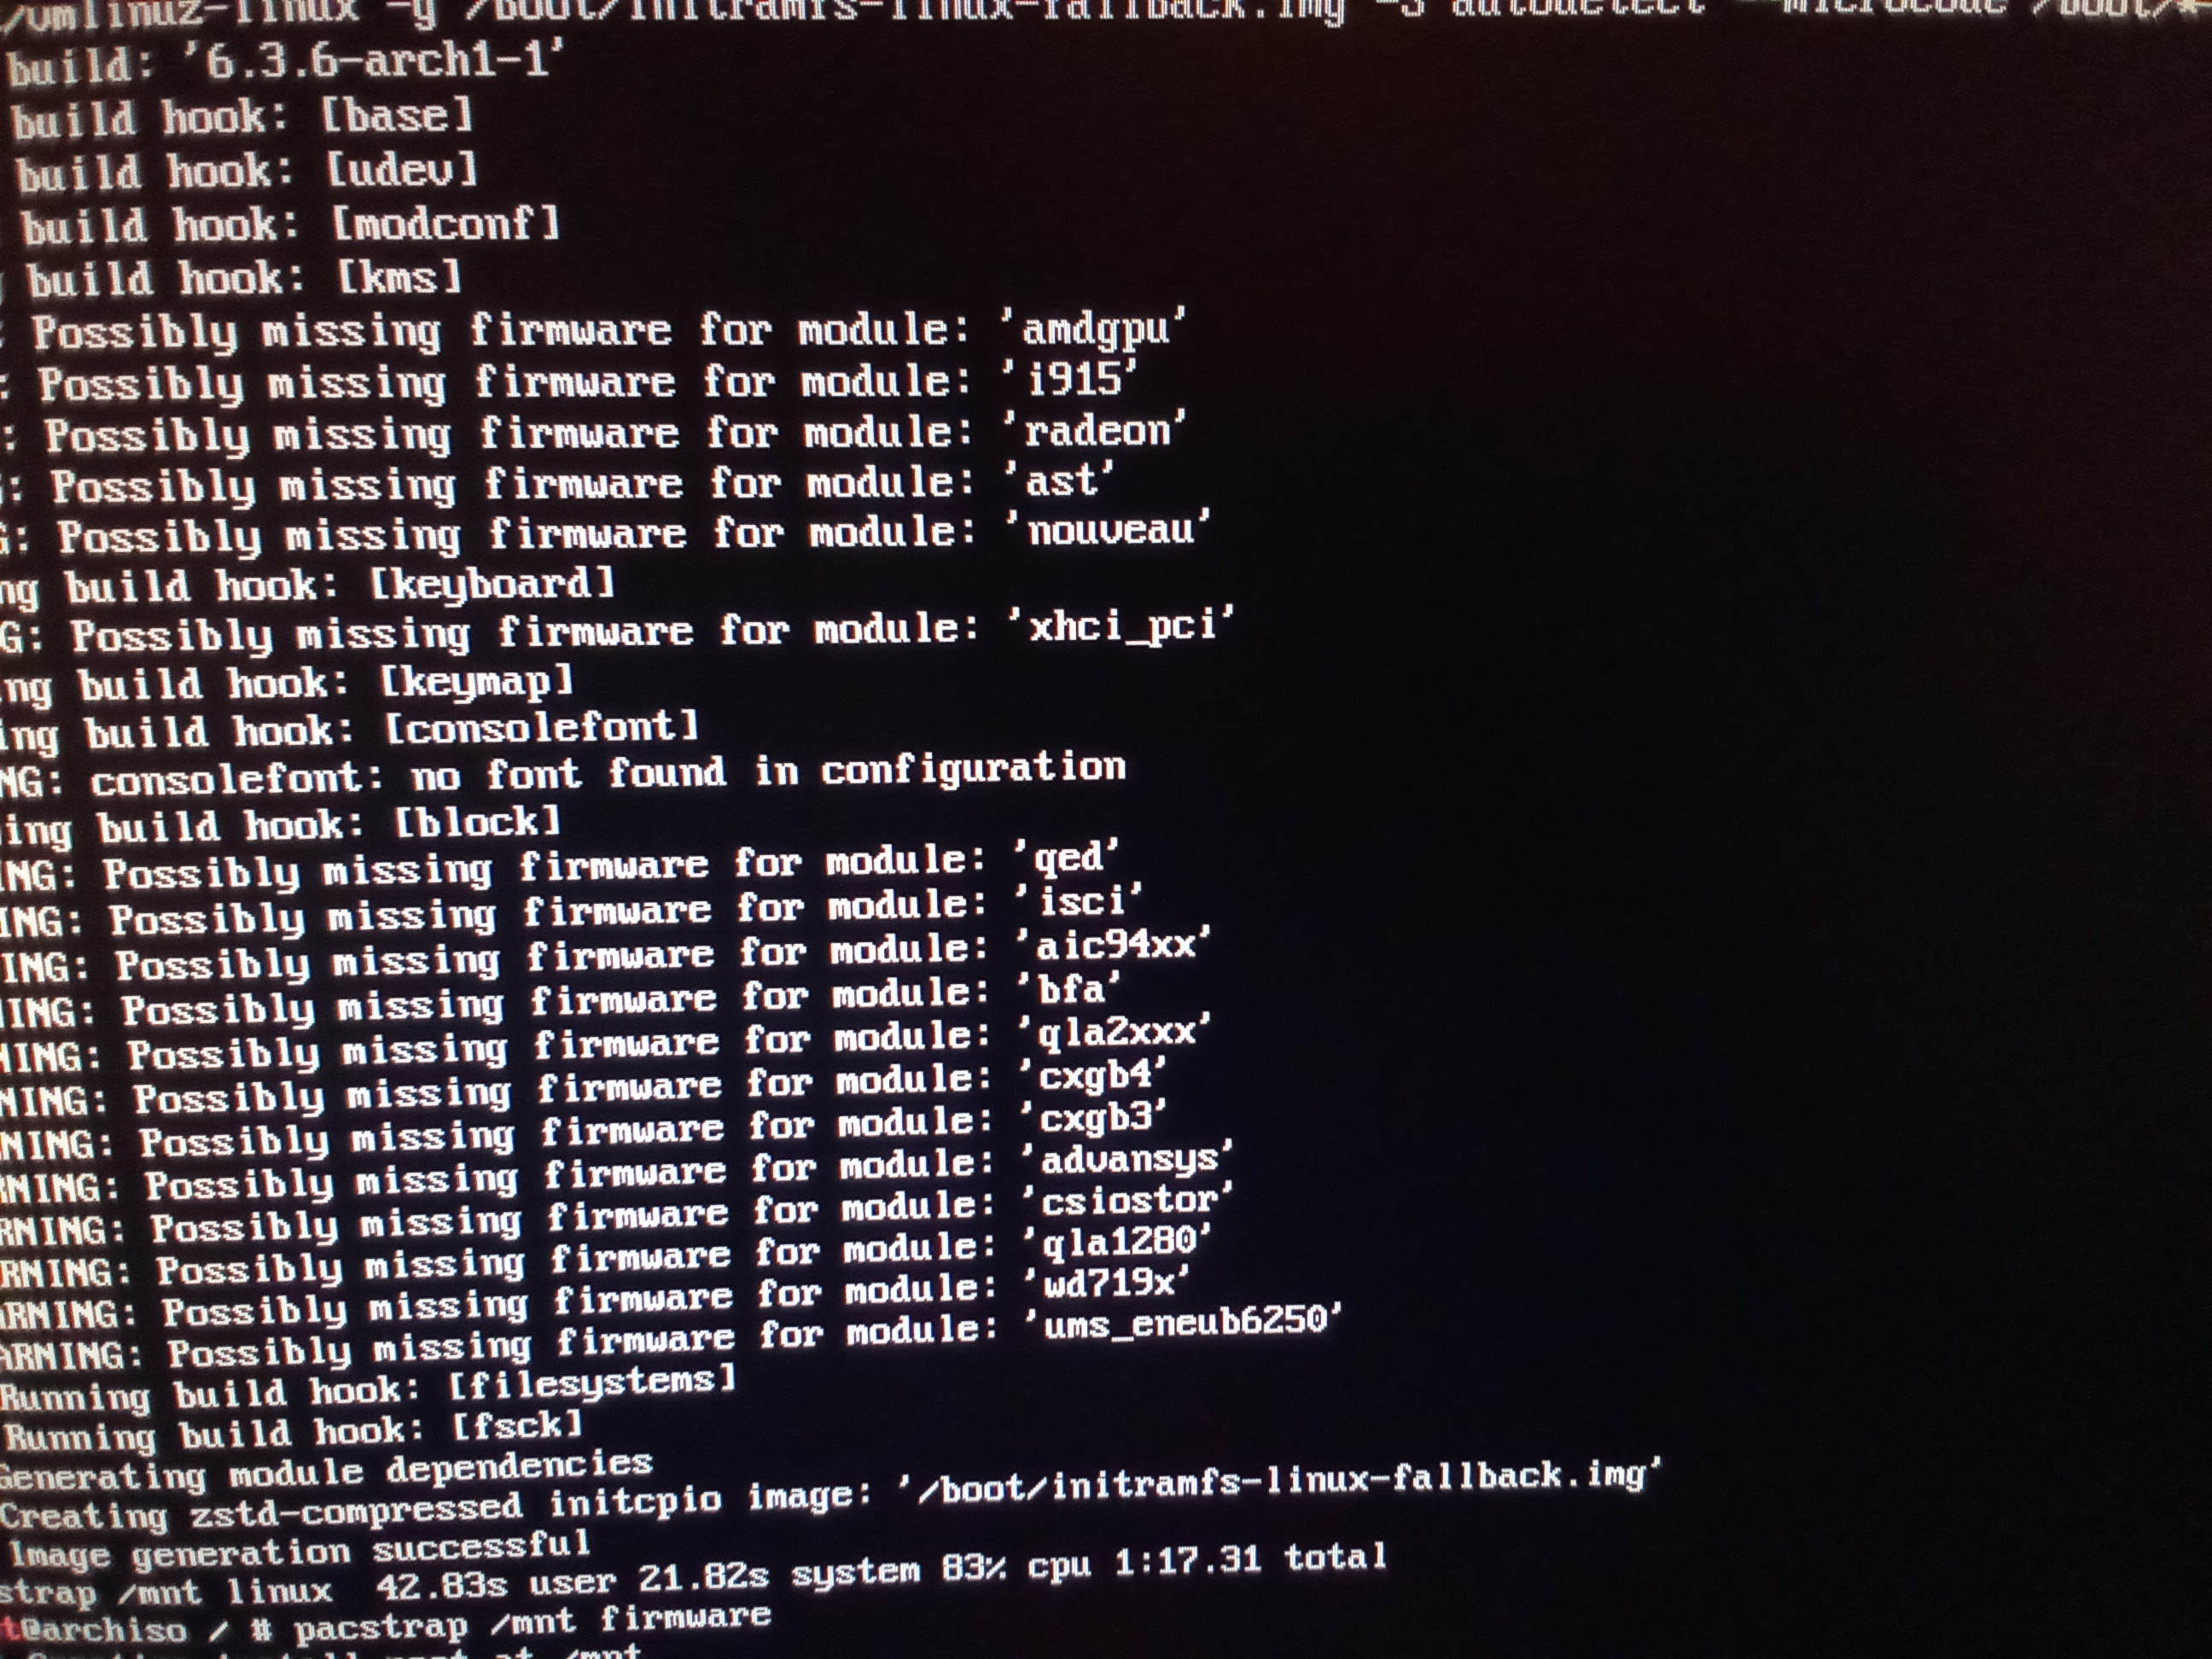 /vmlinuz-linux -g /boot/initramfs-linux-fallback.img -S autodetect --microcode /boot/*-
build: '6.3.6-arch1-1'
build hook: [base]
build hook: [udev]
build hook: [modconf]
build hook: [kms]
Possibly missing firmware for module: 'amdgpu'
: Possibly missing firmware for module: 'i915'
: Possibly missing firmware for module: 'radeon'
: Possibly missing firmware for module: 'ast'
G: Possibly missing firmware for module: 'nouveau'
ng build hook: [keyboard]
G: Possibly missing firmware for module: 'xhci_pci'
ng build hook: [keymap]
ing build hook: [consolefont]
NG: consolefont: no font found in configuration
ing build hook: [block]
ING: Possibly missing firmware for module: 'qed'
ING: Possibly missing firmware for module: 'isci'
ING: Possibly missing firmware for module: 'aic94xx'
ING: Possibly missing firmware for module: 'bfa'
NING: Possibly missing firmware for module: 'qla2xxx'
NING: Possibly missing firmware for module: 'cxgb4'
NING: Possibly missing firmware for module: 'cxgb3'
RNING: Possibly missing firmware for module: 'advansys'
RNING: Possibly missing firmware for module: 'csiostor'
RNING: Possibly missing firmware for module: 'qla1280'
ARNING: Possibly missing firmware for module: 'wd719x'
ARNING: Possibly missing firmware for module: 'ums_eneub6250'
Running build hook: [filesystems]
Running build hook: [fsck]
Generating module dependencies
Creating zstd-compressed initcpio image: '/boot/initramfs-linux-fallback.img'
Image generation successful
strap /mnt linux 42.83s user 21.82s system 83% cpu 1:17.31 total
t@archiso / # pacstrap /mnt firmware
at /mnt